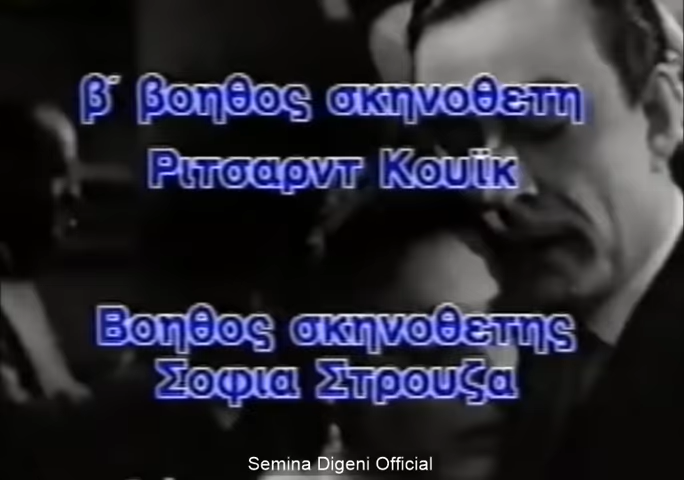 β΄ βοηθος σκηνοθετη
Ριτσαρντ Κουϊκ
Βοηθος σκηνοθετης
Σοφια Στρουζα
Semina Digeni Official